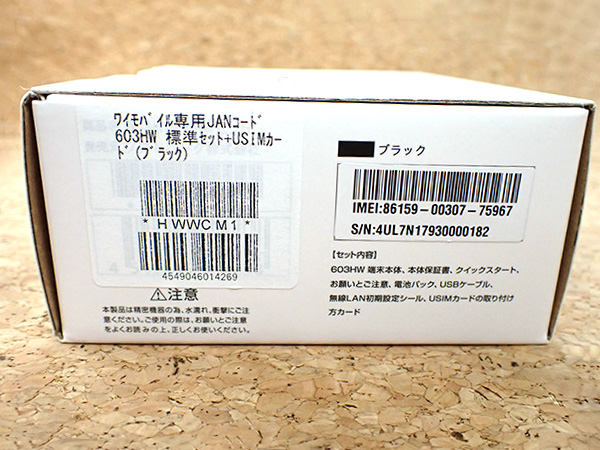 ワイモバイル専用JANコード
603HW 標準セット+USIMカー
ド(ブラック)
* H WWC M 1 *
4549046014269
⚠注意
本製品は精密機器の為、水濡れ、衝撃にご注
意ください。ご使用の際は、お願いとご注意
をよくお読みの上、正しくお使いください。
ブラック
IMEI:86159-00307-75967
S/N:4UL7N17930000182
【セット内容】
603HW 端末本体、本体保証書、クイックスタート、
お願いとご注意、電池パック、USBケーブル、
無線LAN初期設定シール、USIMカードの取り付け
方カード